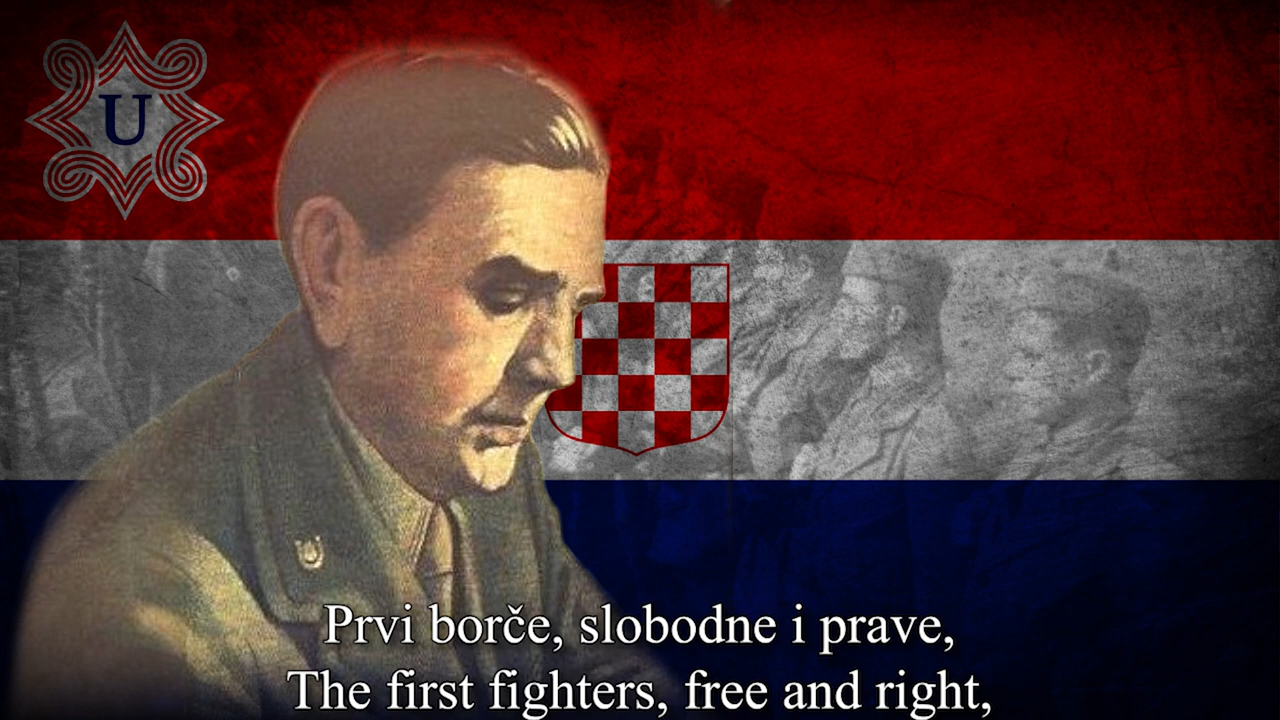 U
Prvi borče, slobodne i prave,
The first fighters, free and right,